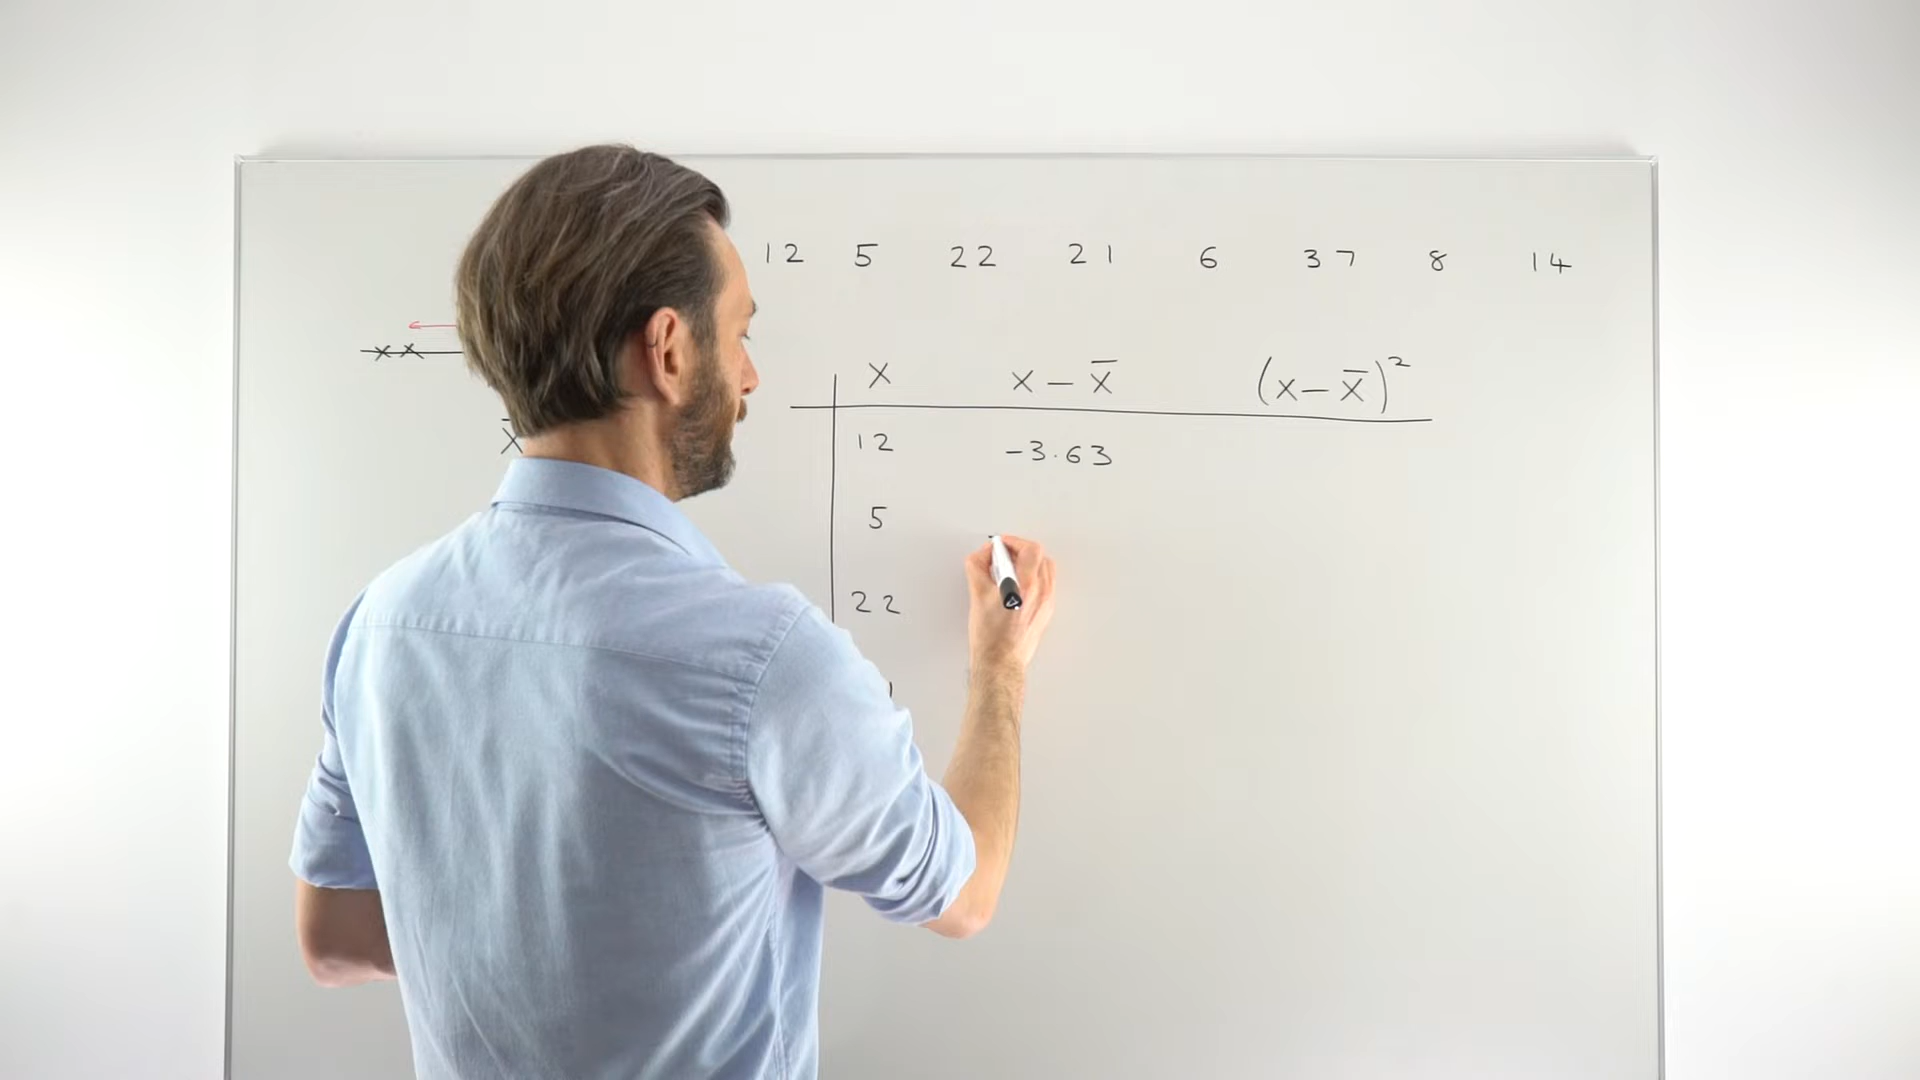 12 5 22 21 6 37 8 14
x x
x x - x̄ (x - x̄)²
x̄
12 -3.63
5
22